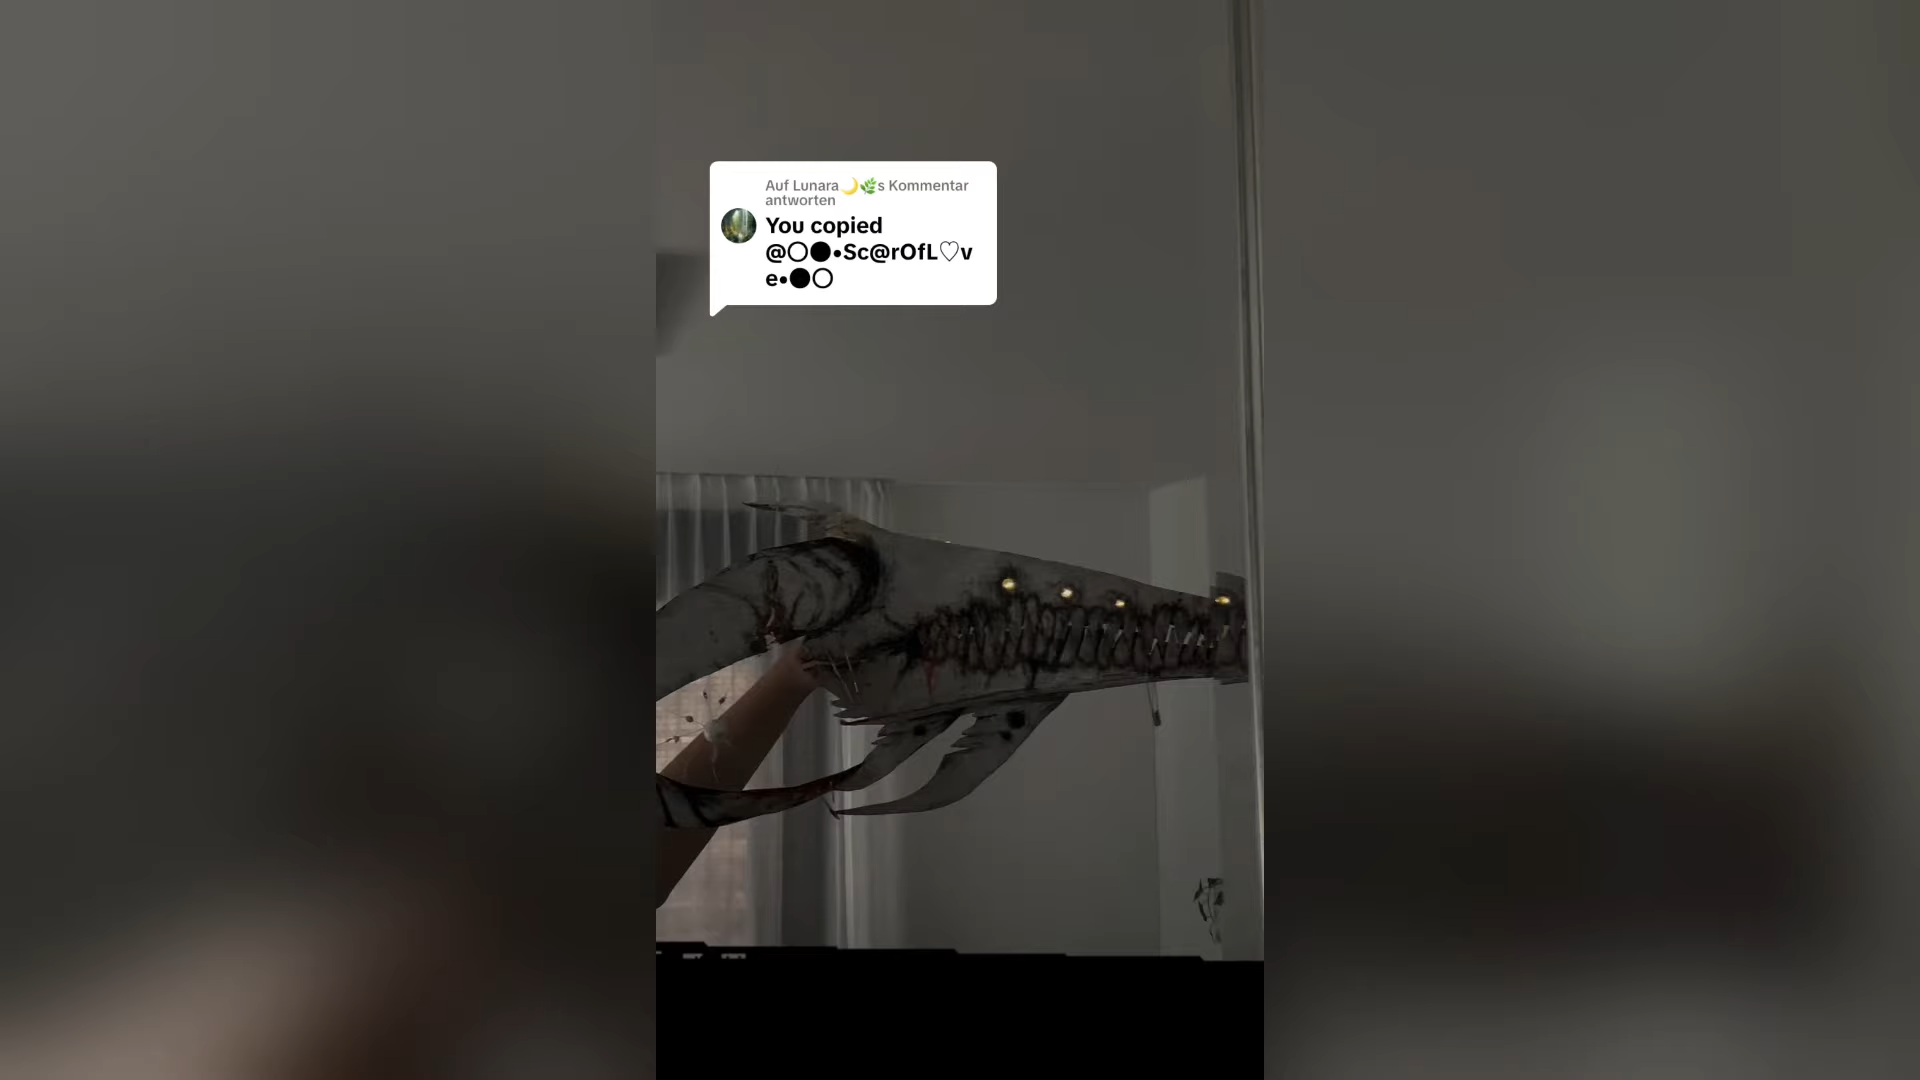 Auf Lunara🌙🌿s Kommentar
antworten
You copied
@○●•Sc@rOfL♡v
e•●○